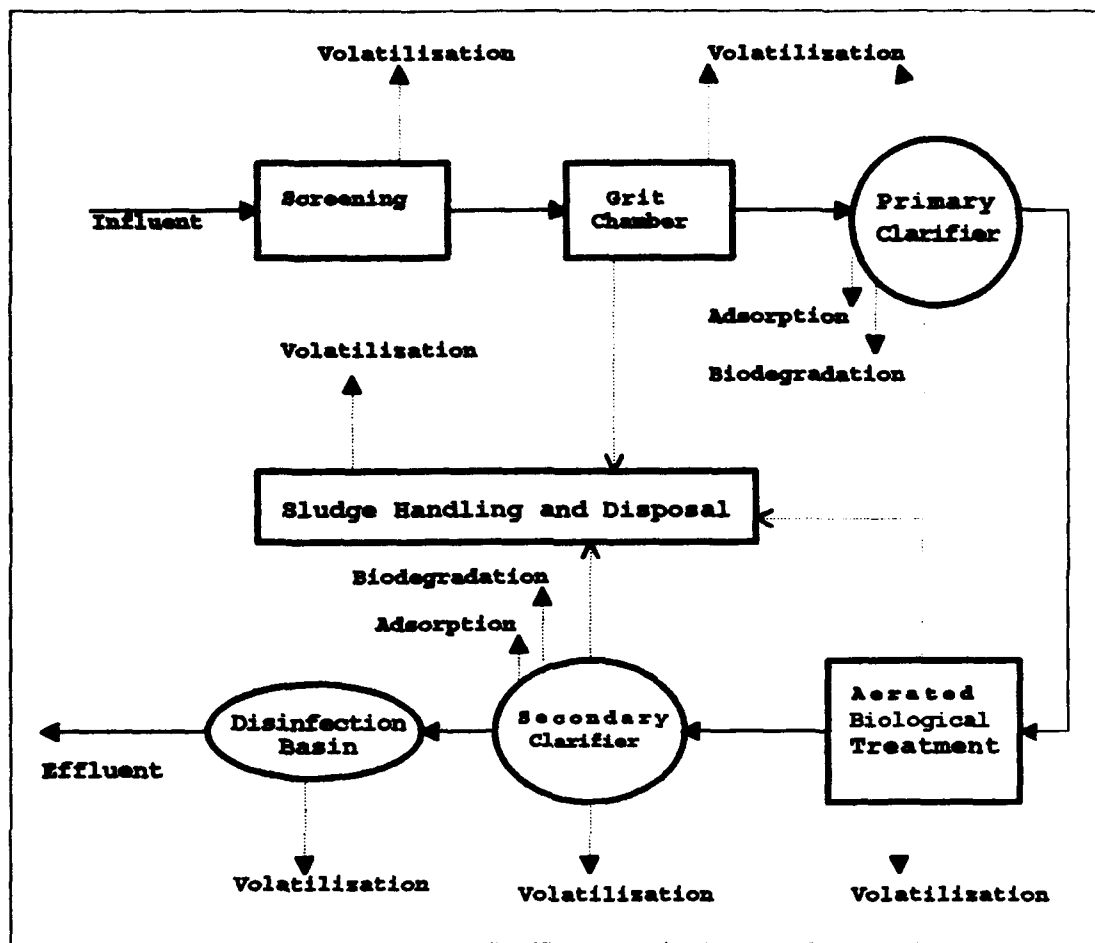 Volatilization
Volatilization
Influent
Screening
Grit
Chamber
Primary
Clarifier
Adsorption
Biodegradation
Volatilization
Sludge Handling and Disposal
Biodegradation
Adsorption
Effluent
Disinfection
Basin
Secondary
Clarifier
Aerated
Biological
Treatment
Volatilization
Volatilization
Volatilization